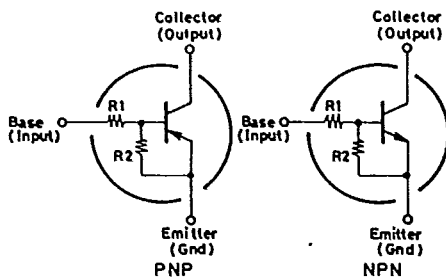 Collector
(Output)
R1
Base
(Input)
R2
Emitter
(Gnd)
PNP
Collector
(Output)
R1
Base
(Input)
R2
Emitter
(Gnd)
NPN